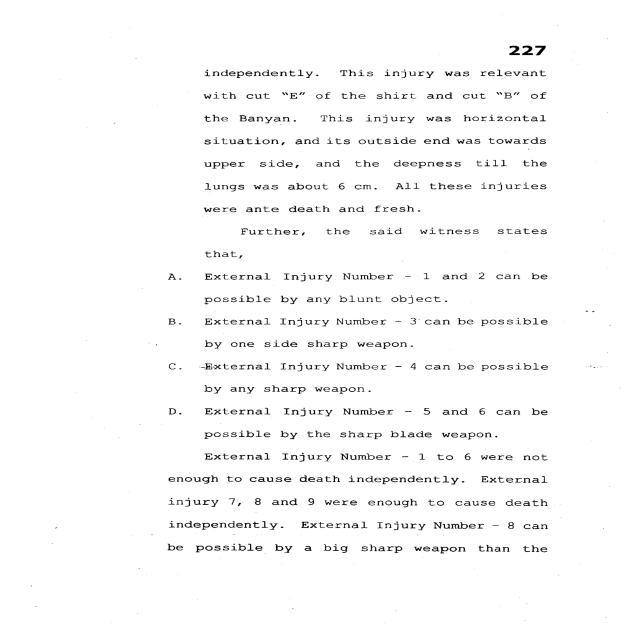 227
independently. This injury was relevant
with cut "E" of the shirt and cut "B" of
the Banyan. This injury was horizontal
situation, and its outside end was towards
upper side, and the deepness till the
lungs was about 6 cm. All these injuries
were ante death and fresh.
Further, the said witness states
that,
A. External Injury Number - 1 and 2 can be
possible by any blunt object.
B. External Injury Number - 3 can be possible
by one side sharp weapon.
C. External Injury Number - 4 can be possible
by any sharp weapon.
D. External Injury Number - 5 and 6 can be
possible by the sharp blade weapon.
External Injury Number - 1 to 6 were not
enough to cause death independently. External
injury 7, 8 and 9 were enough to cause death
independently. External Injury Number - 8 can
be possible by a big sharp weapon than the